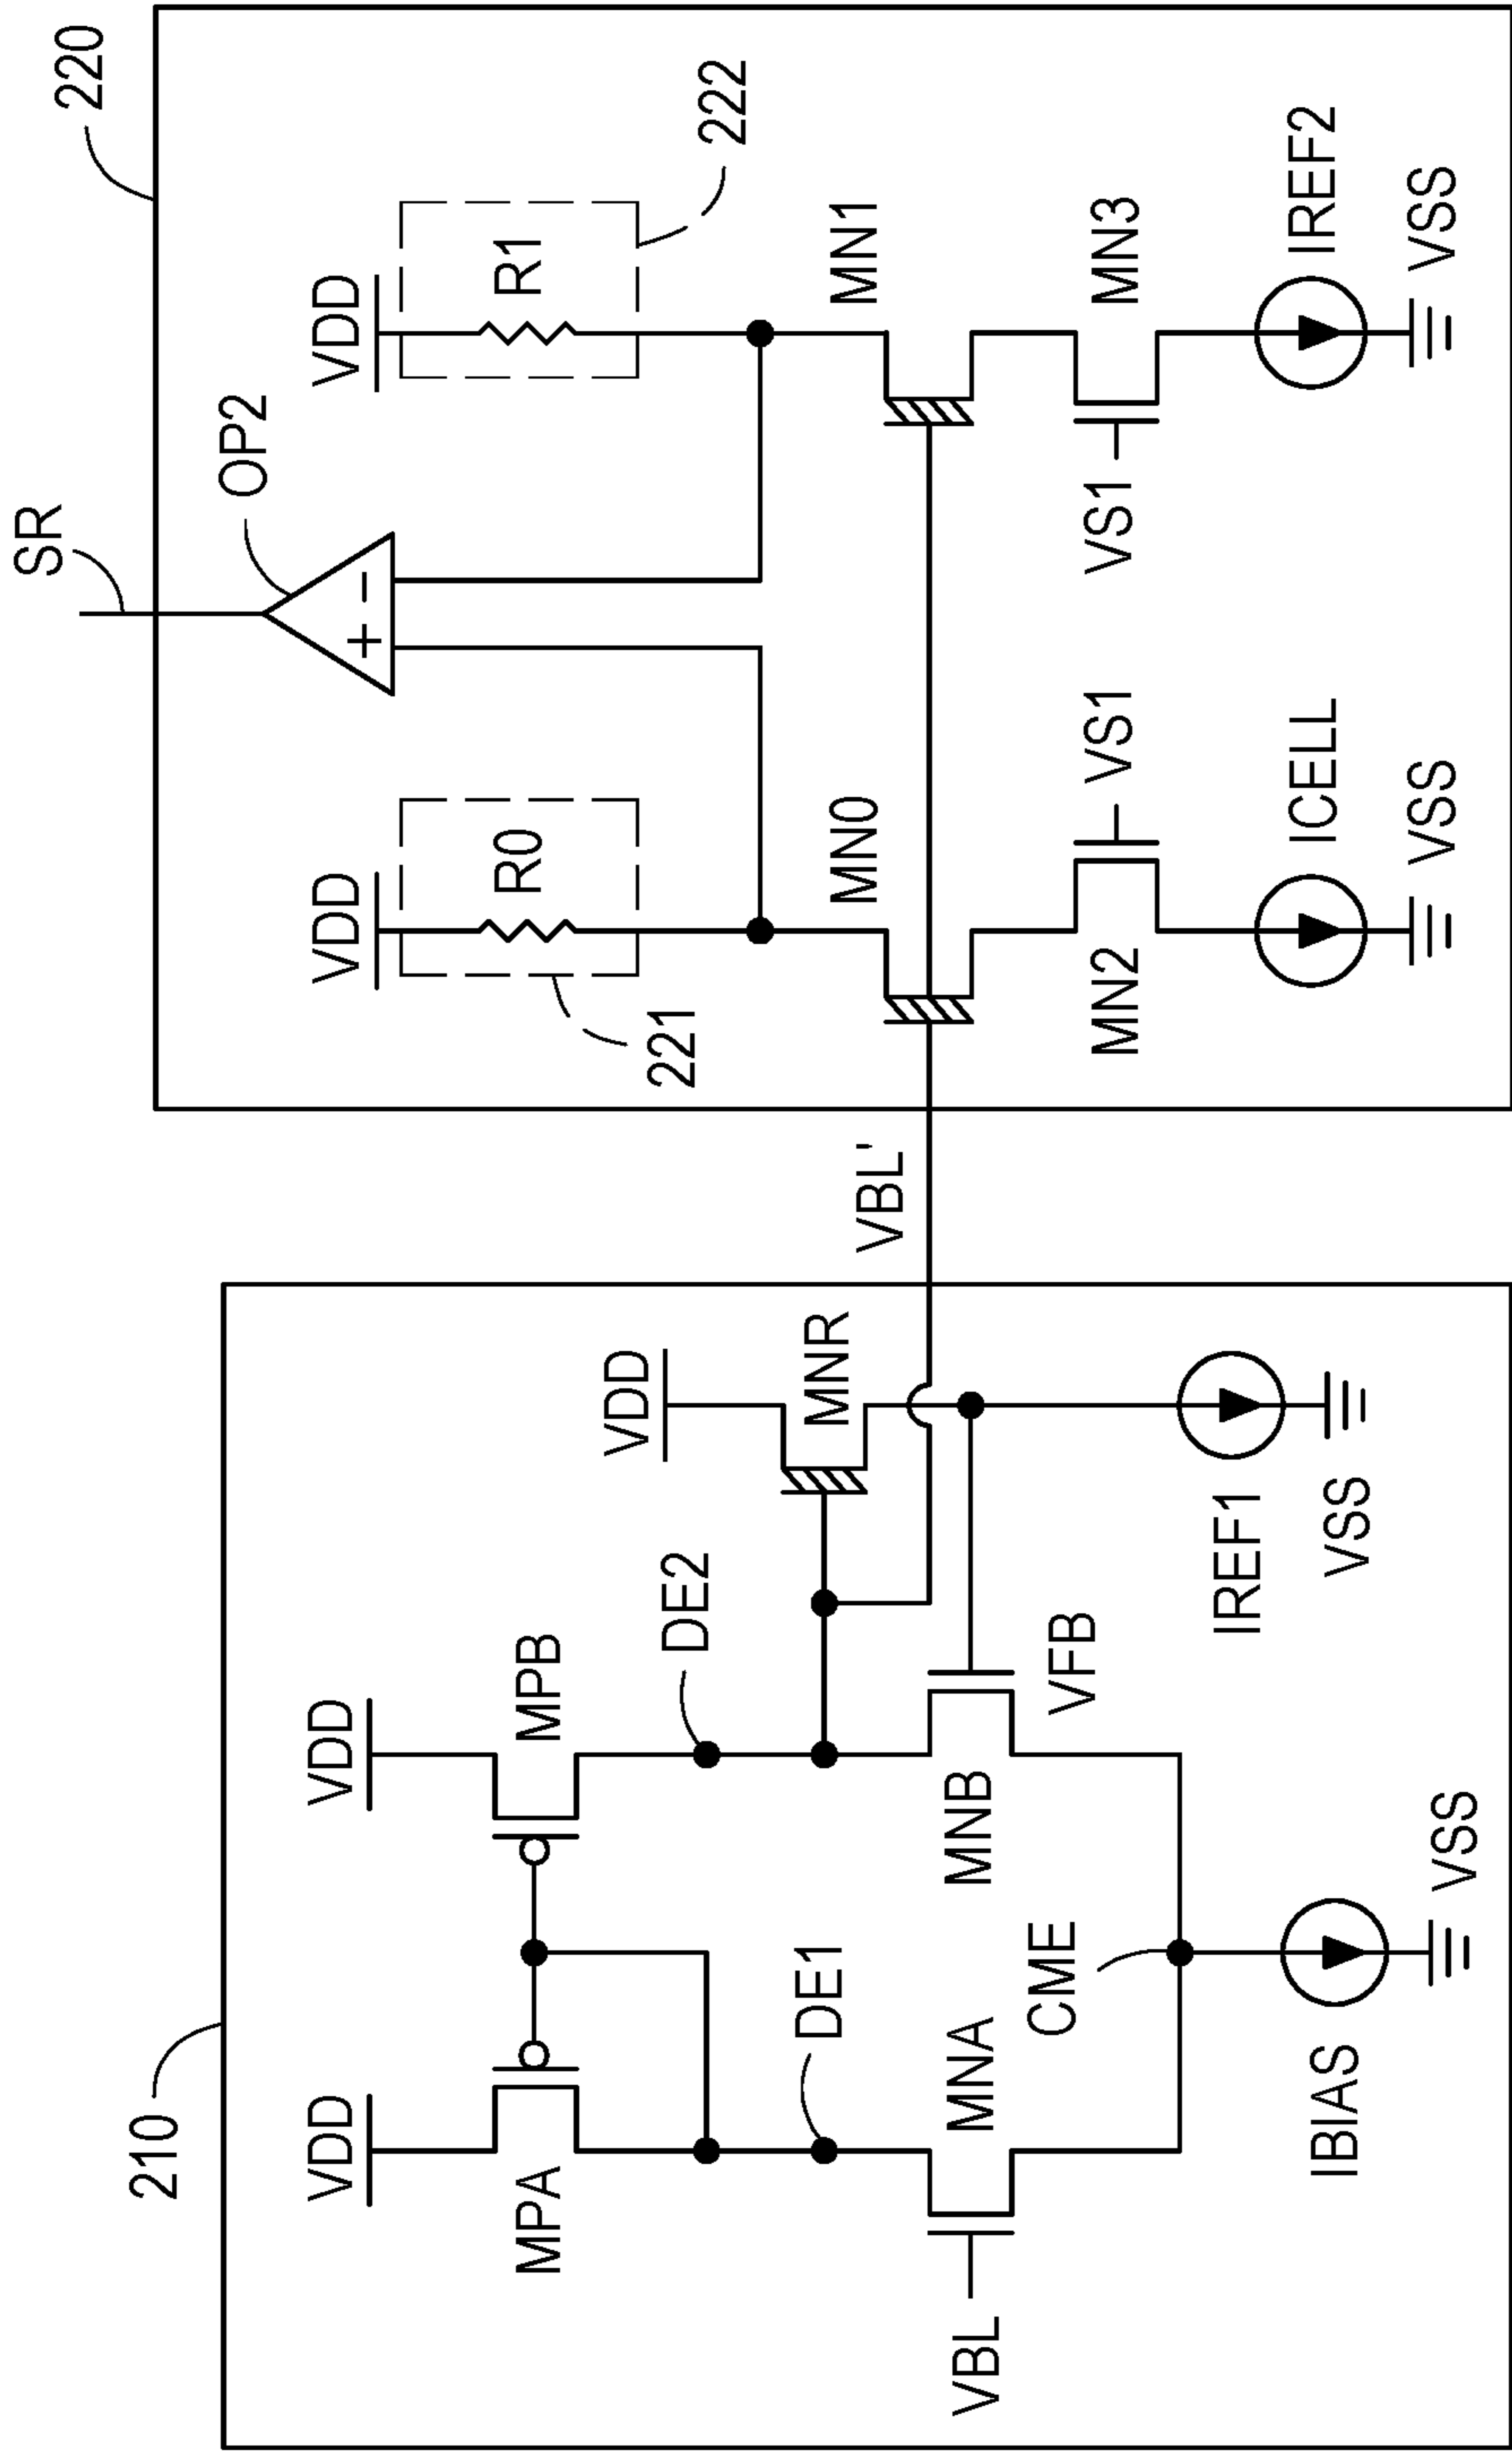 210
VDD
VDD
MPA
MPB
DE2
VDD
MNR
DE1
MNA
MNB
VBL
VFB
CME
IREF1
VSS
IBIAS
VSS
VBL'
SR
220
OP2
VDD
VDD
+
−
R0
R1
221
222
MN0
MN1
MN2
VS1
VS1
MN3
ICELL
IREF2
VSS
VSS